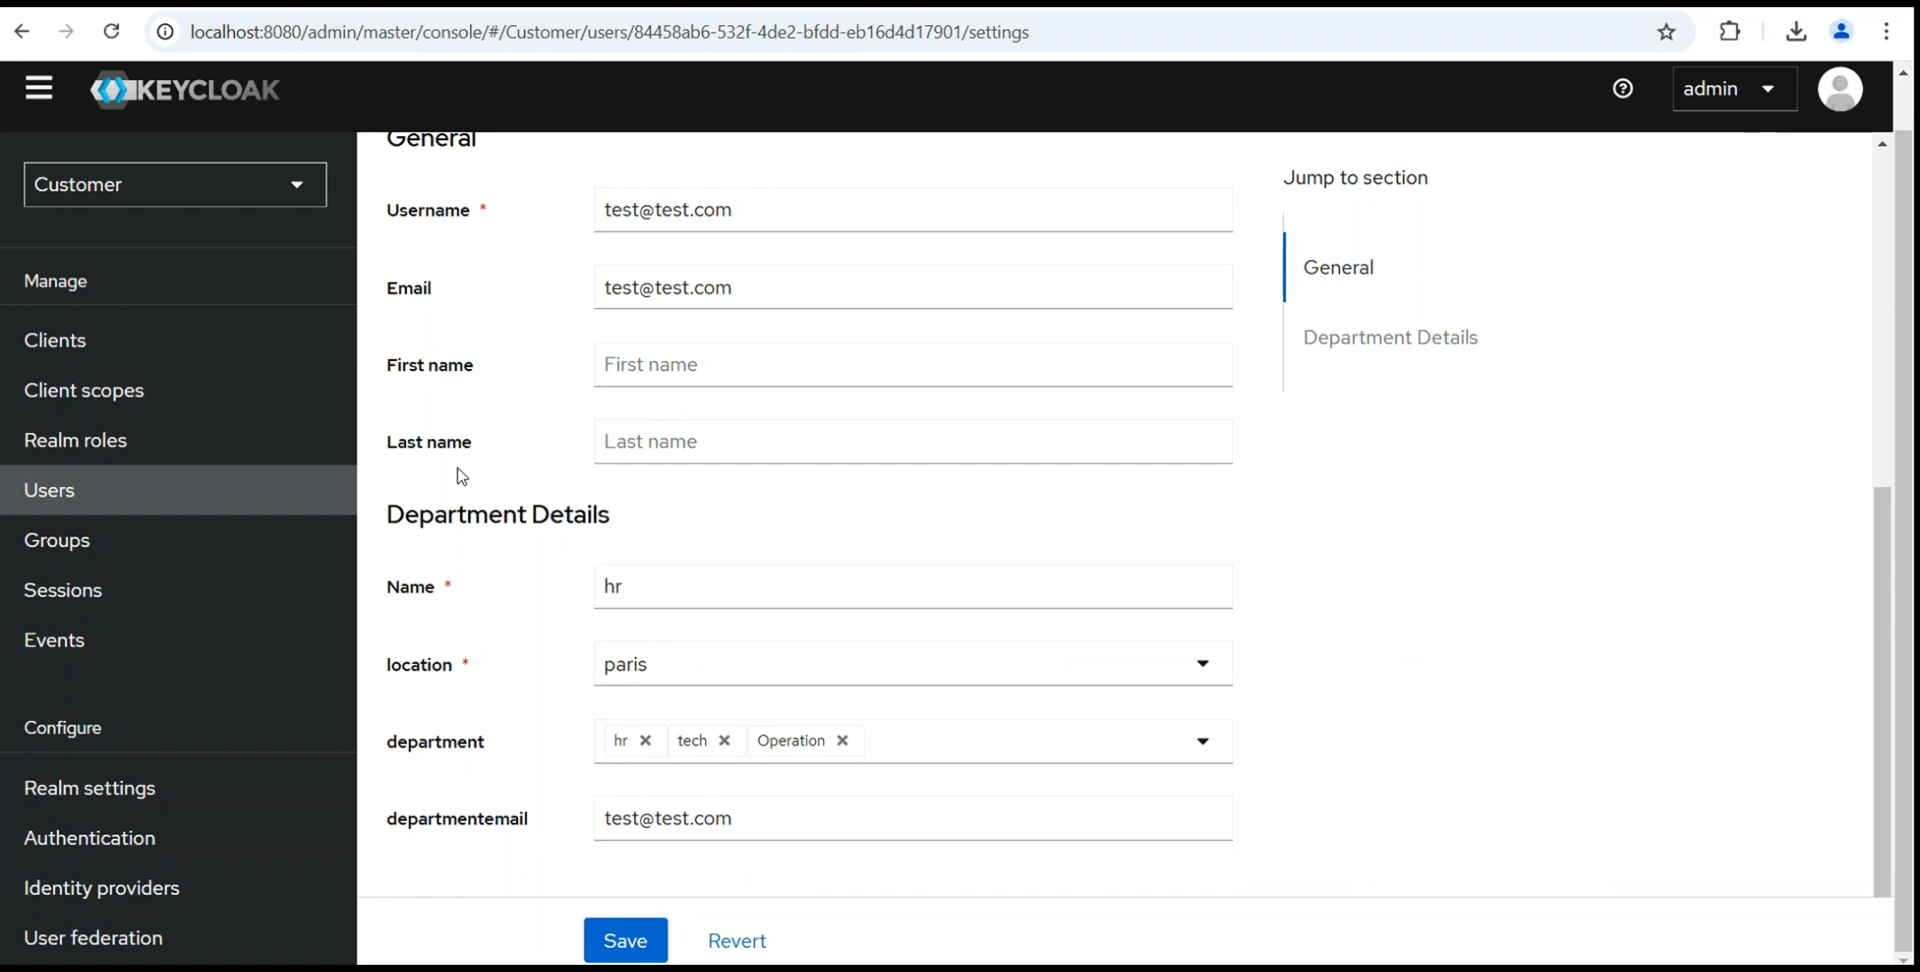 localhost:8080/admin/master/console/#/Customer/users/84458ab6-532f-4de2-bfdd-eb16d4d17901/settings
KEYCLOAK
admin
Customer
Manage
Clients
Client scopes
Realm roles
Users
Groups
Sessions
Events
Configure
Realm settings
Authentication
Identity providers
User federation
General
Username *
test@test.com
Email
test@test.com
First name
First name
Last name
Last name
Department Details
Name *
hr
location *
paris
department
hr tech Operation
departmentemail
test@test.com
Save Revert
Jump to section
General
Department Details